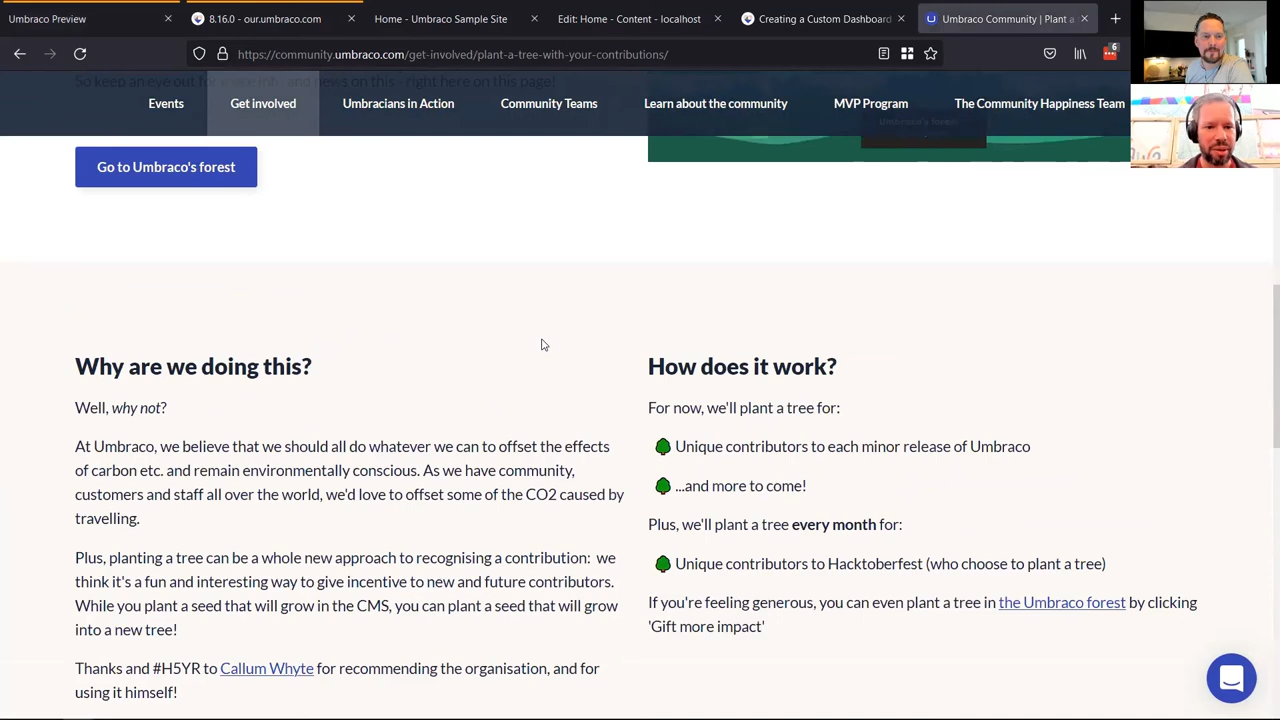 Umbraco Preview
8.16.0 - our.umbraco.com
Home - Umbraco Sample Site
Edit: Home - Content - localhost
Creating a Custom Dashboard
Umbraco Community | Plant a
https://community.umbraco.com/get-involved/plant-a-tree-with-your-contributions/
6
Events
Get involved
Umbracians in Action
Community Teams
Learn about the community
MVP Program
The Community Happiness Team
Umbraco's forest
Go to Umbraco's forest
Why are we doing this?
Well, why not?
At Umbraco, we believe that we should all do whatever we can to offset the effects
of carbon etc. and remain environmentally conscious. As we have community,
customers and staff all over the world, we'd love to offset some of the CO2 caused by
travelling.
Plus, planting a tree can be a whole new approach to recognising a contribution: we
think it's a fun and interesting way to give incentive to new and future contributors.
While you plant a seed that will grow in the CMS, you can plant a seed that will grow
into a new tree!
Thanks and #H5YR to Callum Whyte for recommending the organisation, and for
using it himself!
How does it work?
For now, we'll plant a tree for:
Unique contributors to each minor release of Umbraco
...and more to come!
Plus, we'll plant a tree every month for:
Unique contributors to Hacktoberfest (who choose to plant a tree)
If you're feeling generous, you can even plant a tree in the Umbraco forest by clicking
'Gift more impact'